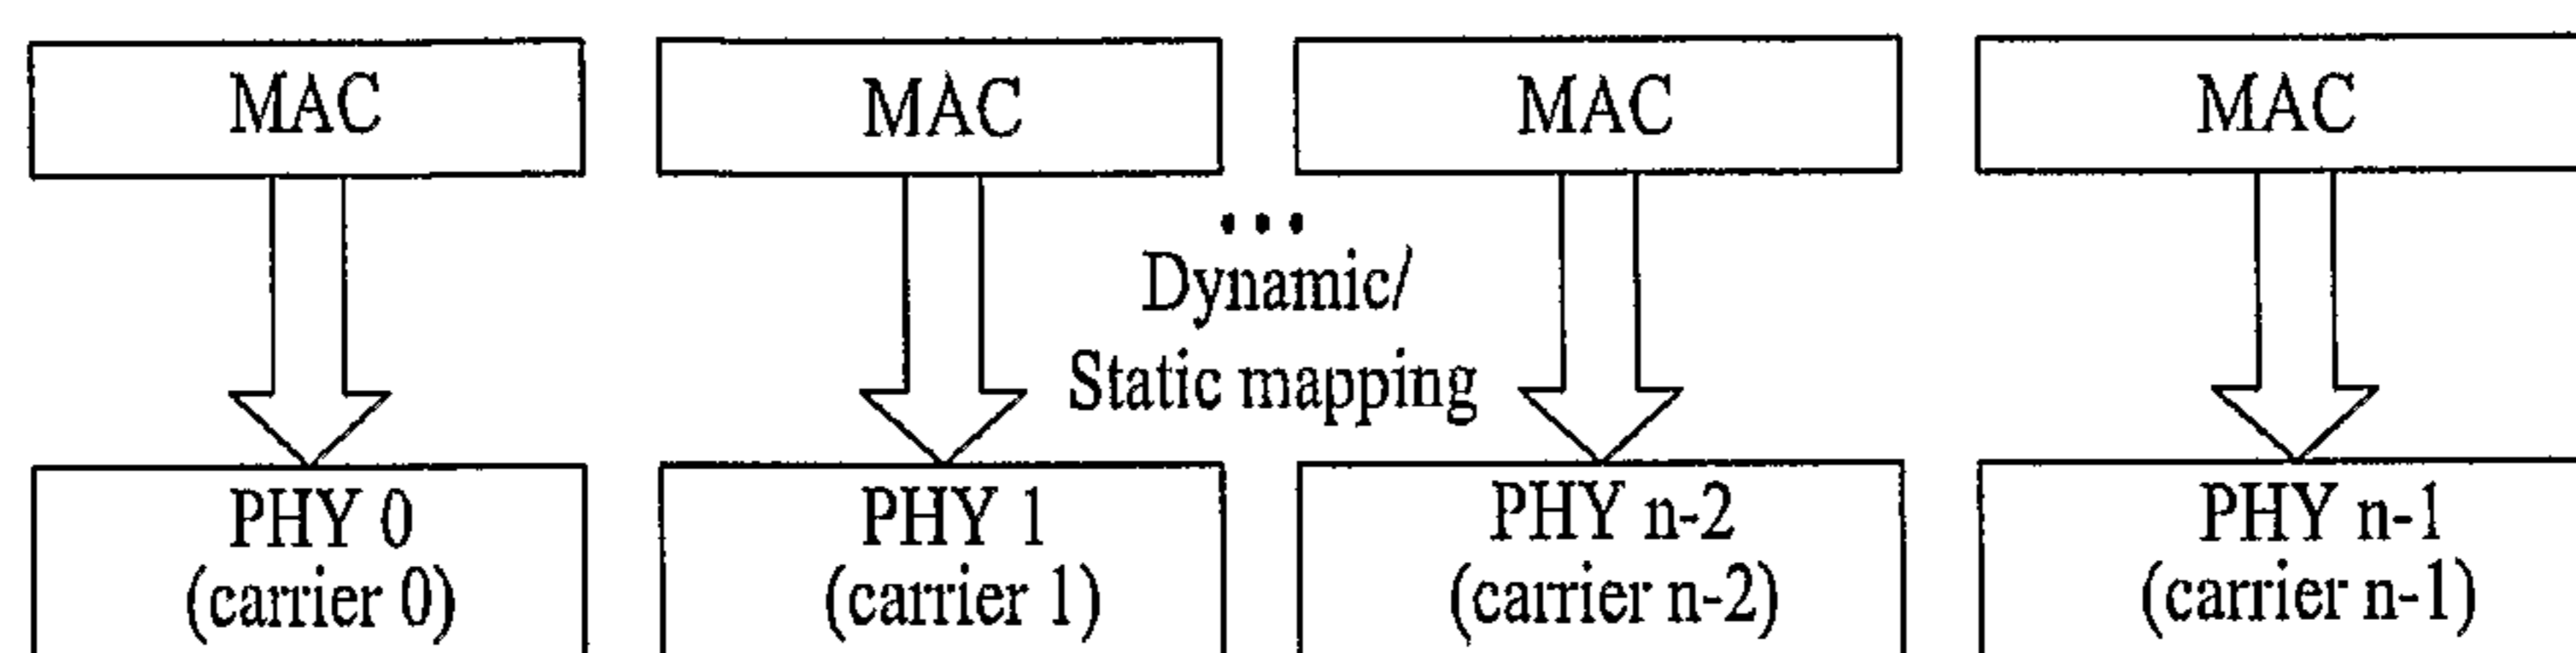 MAC
MAC
MAC
MAC
...
Dynamic/
Static mapping
PHY 0
(carrier 0)
PHY 1
(carrier 1)
PHY n-2
(carrier n-2)
PHY n-1
(carrier n-1)